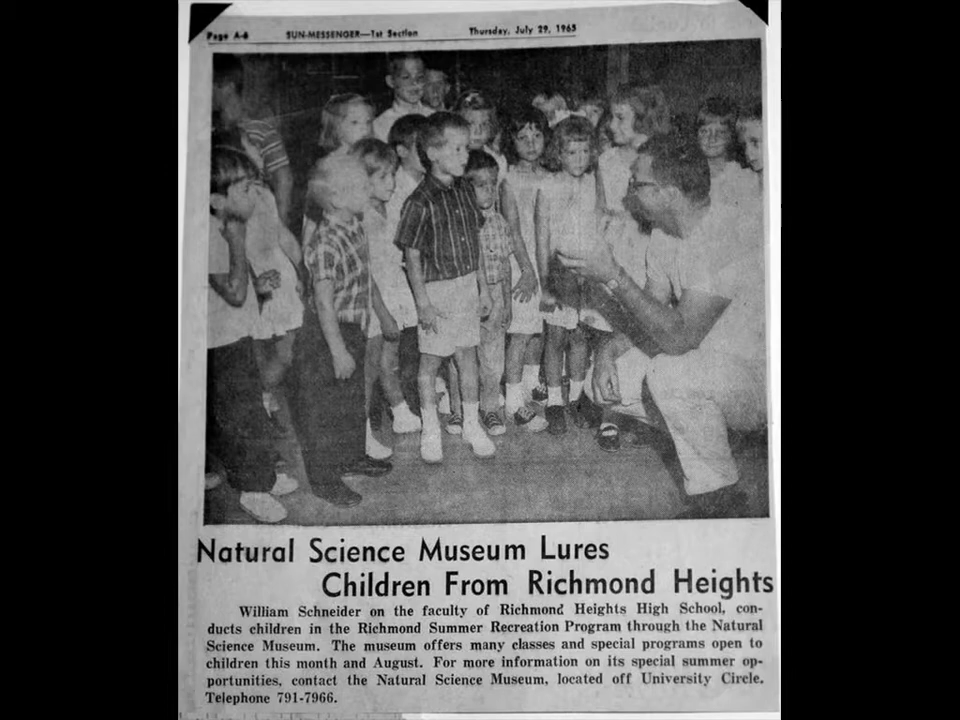 Page A-6 SUN-MESSENGER—1st Section Thursday, July 29, 1965
Natural Science Museum Lures
Children From Richmond Heights
William Schneider on the faculty of Richmond Heights High School, con-
ducts children in the Richmond Summer Recreation Program through the Natural
Science Museum. The museum offers many classes and special programs open to
children this month and August. For more information on its special summer op-
portunities, contact the Natural Science Museum, located off University Circle.
Telephone 791-7966.